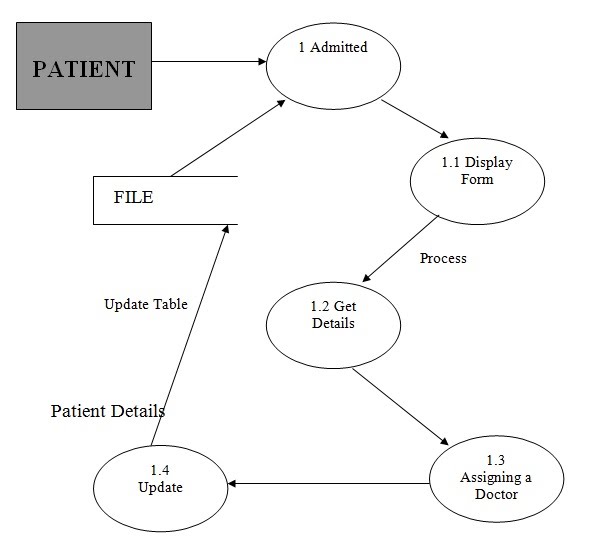 PATIENT
1 Admitted
1.1 Display
Form
FILE
Process
Update Table
1.2 Get
Details
Patient Details
1.3
Assigning a
Doctor
1.4
Update